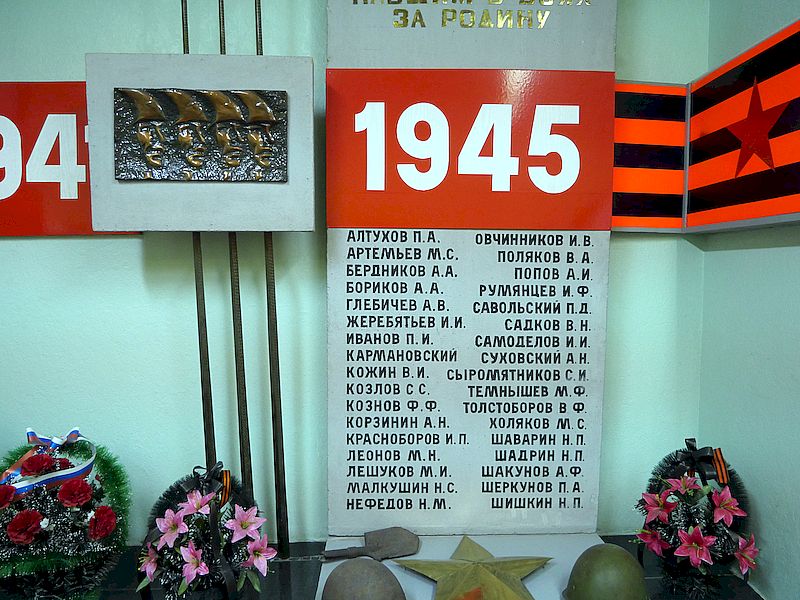 ЗА РОДИНУ
1945
АЛТУХОВ П.А.
АРТЕМЬЕВ М.С.
БЕРДНИКОВ А.А.
БОРИКОВ А.А.
ГЛЕБИЧЕВ А.В.
ЖЕРЕБЯТЬЕВ И.И.
ИВАНОВ П.И.
КАРМАНОВСКИЙ
КОЖИН В.И.
КОЗЛОВ С С.
КОЗНОВ Ф.Ф.
КОРЗИНИН А.Н.
КРАСНОБОРОВ И.П.
ЛЕОНОВ М.Н.
ЛЕШУКОВ М.И.
МАЛКУШИН Н.С.
НЕФЕДОВ Н.М.
ОВЧИННИКОВ И.В.
ПОЛЯКОВ В.А.
ПОПОВ А.И.
РУМЯНЦЕВ И.Ф.
САВОЛЬСКИЙ П.Д.
САДКОВ В.Н.
САМОДЕЛОВ И.И.
СУХОВСКИЙ А.Н.
СЫРОМЯТНИКОВ С.И.
ТЕМНЫШЕВ М.Ф.
ТОЛСТОБОРОВ В.Ф.
ХОЛЯКОВ М.С.
ШАВАРИН Н.П.
ШАДРИН Н.П.
ШАКУНОВ А.Ф.
ШЕРКУНОВ П.А.
ШИШКИН Н.П.